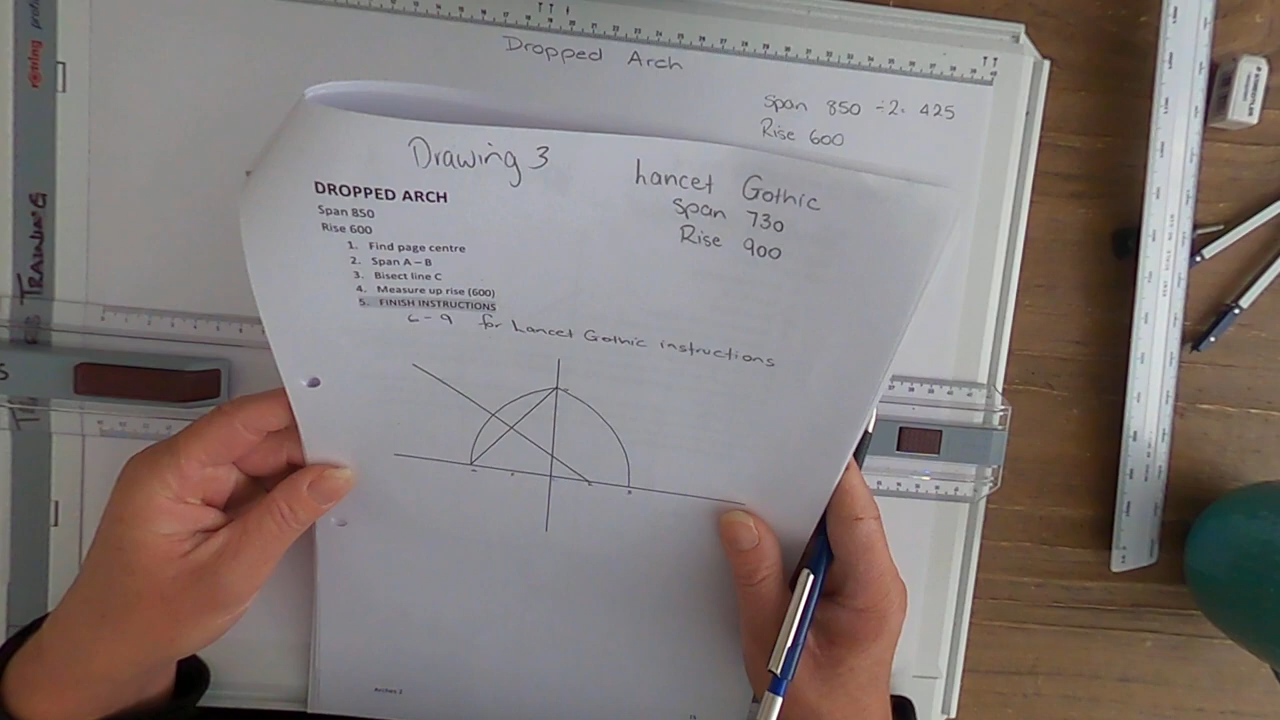 Dropped Arch
Span 850 ÷2. 425
Rise 600
Drawing 3
Lancet Gothic
Span 730
Rise 900
DROPPED ARCH
Span 850
Rise 600
1. Find page centre
2. Span A – B
3. Bisect line C
4. Measure up rise (600)
5. FINISH INSTRUCTIONS
6 - 9 for Lancet Gothic instructions
Arches 2
rotring
TRAINING